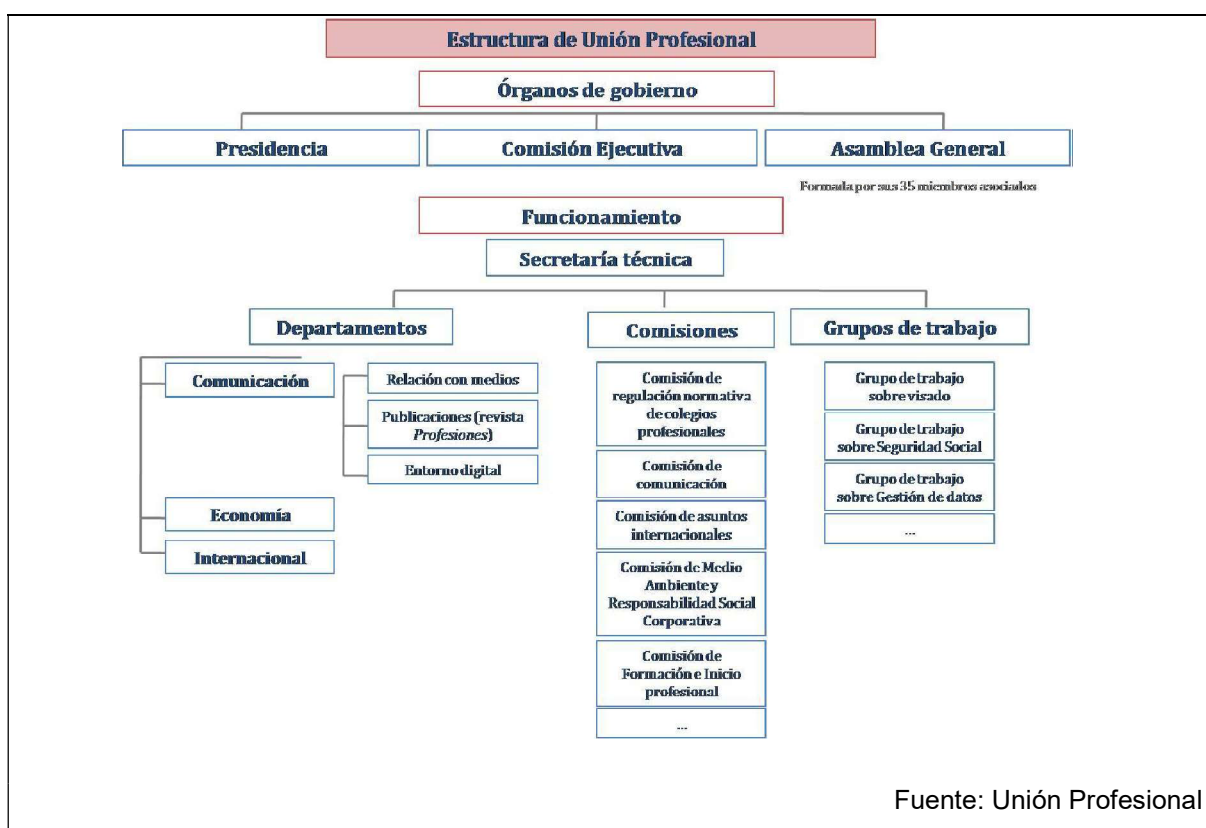 Estructura de Unión Profesional
Órganos de gobierno
Presidencia
Comisión Ejecutiva
Asamblea General
Formada por sus 35 miembros asociados
Funcionamiento
Secretaría técnica
Departamentos
Comunicación
Relación con medios
Publicaciones (revista
Profesiones)
Entorno digital
Economía
Internacional
Comisiones
Comisión de
regulación normativa
de colegios
profesionales
Comisión de
comunicación
Comisión de asuntos
internacionales
Comisión de Medio
Ambiente y
Responsabilidad Social
Corporativa
Comisión de
Formación e Inicio
profesional
...
Grupos de trabajo
Grupo de trabajo
sobre visado
Grupo de trabajo
sobre Seguridad Social
Grupo de trabajo
sobre Gestión de datos
...
Fuente: Unión Profesional